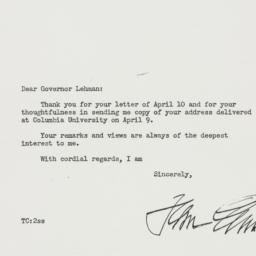 Dear Governor Lehman:
Thank you for your letter of April 10 and for your
thoughtfulness in sending me copy of your address delivered
at Columbia University on April 9.
Your remarks and views are always of the deepest
interest to me.
With cordial regards, I am
Sincerely,
TC:2ss